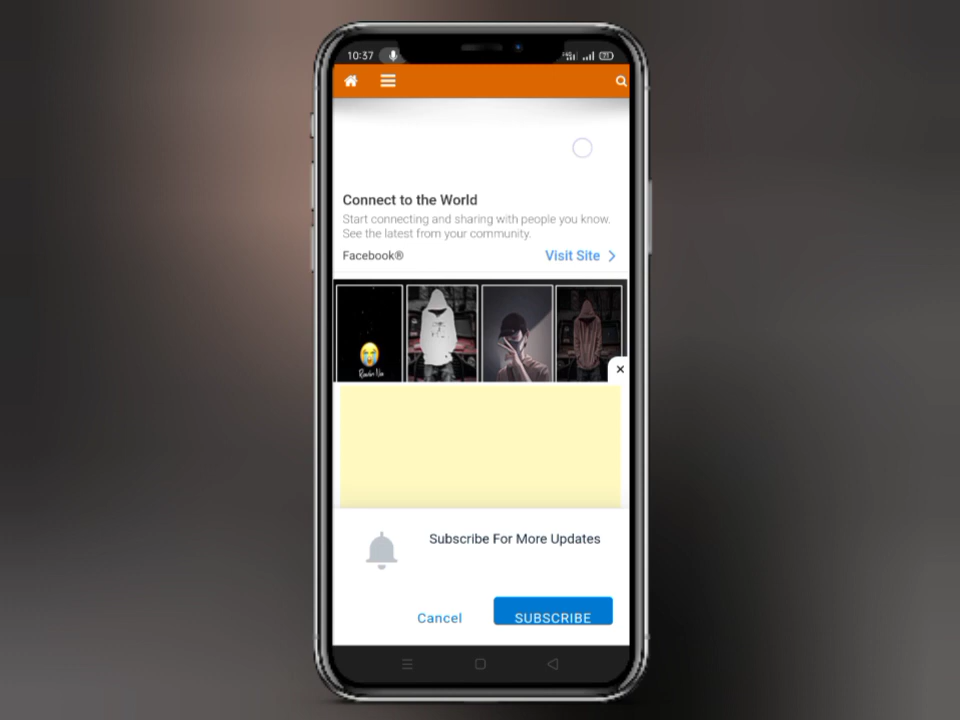 10:37
Connect to the World
Start connecting and sharing with people you know.
See the latest from your community.
Facebook®
Visit Site
×
Subscribe For More Updates
Cancel
SUBSCRIBE